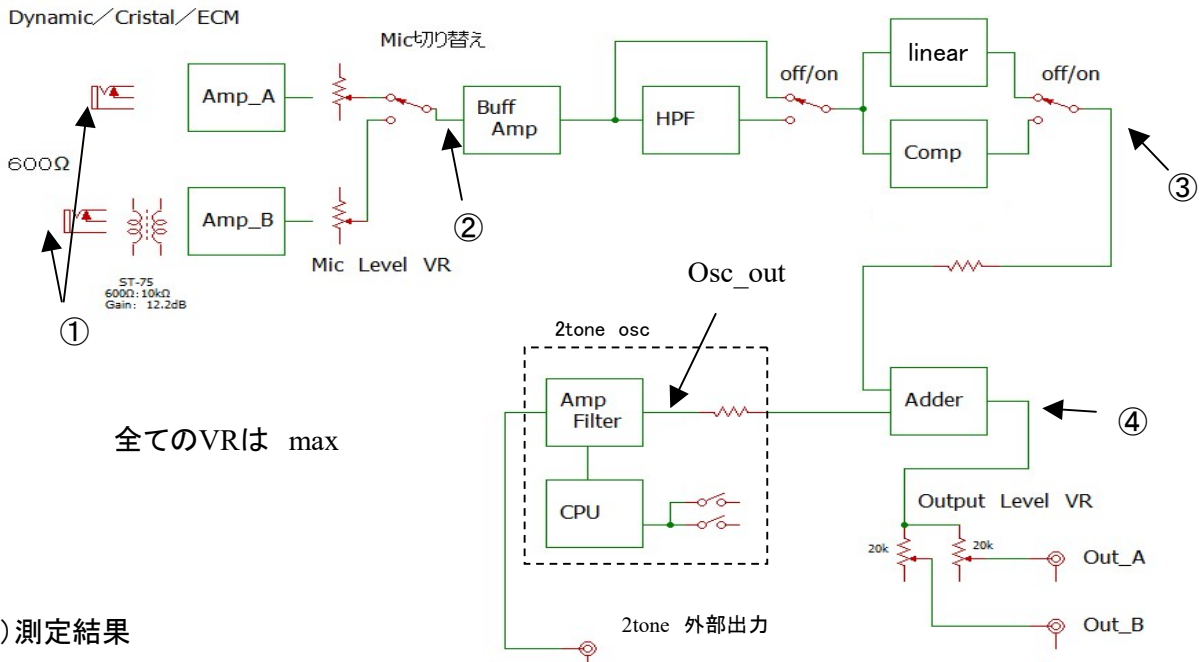 Dynamic／Cristal／ECM
Mic切り替え
off/on
linear
off/on
Amp_A
Buff
Amp
HPF
Comp
600Ω
②
③
Amp_B
Mic Level VR
ST-75
600Ω:10kΩ
Gain: 12.2dB
①
Osc_out
2tone osc
Amp
Filter
Adder
④
全てのVRは max
CPU
Output Level VR
20k
20k
Out_A
)測定結果
2tone 外部出力
Out_B